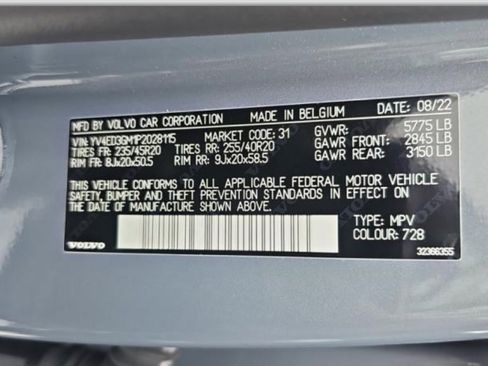 MFD BY VOLVO CAR CORPORATION MADE IN BELGIUM DATE: 08/22
VIN: YV4ED3GM1P2028115 MARKET CODE: 31 GVWR: 5775 LB
TIRES FR: 235/45R20 TIRES RR: 255/40R20 GAWR FRONT: 2845 LB
RIM FR: 8Jx20x50.5 RIM RR: 9Jx20x58.5 GAWR REAR: 3150 LB
THIS VEHICLE CONFORMS TO ALL APPLICABLE FEDERAL MOTOR VEHICLE
SAFETY, BUMPER AND THEFT PREVENTION STANDARDS IN EFFECT ON
THE DATE OF MANUFACTURE SHOWN ABOVE.
TYPE: MPV
COLOUR: 728
VOLVO 32366355